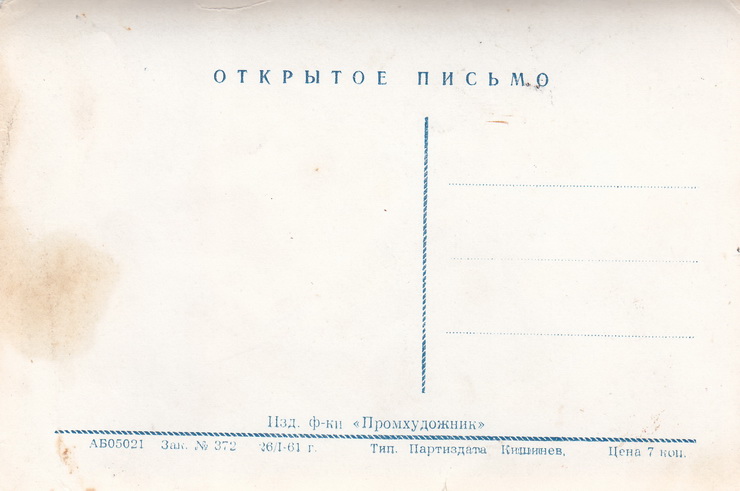 ОТКРЫТОЕ ПИСЬМО
Изд. ф-ки «Промхудожник»
АБ05021 Зак. № 372 26/I-61 г. Тип. Партиздата Кишинев, Цена 7 коп.